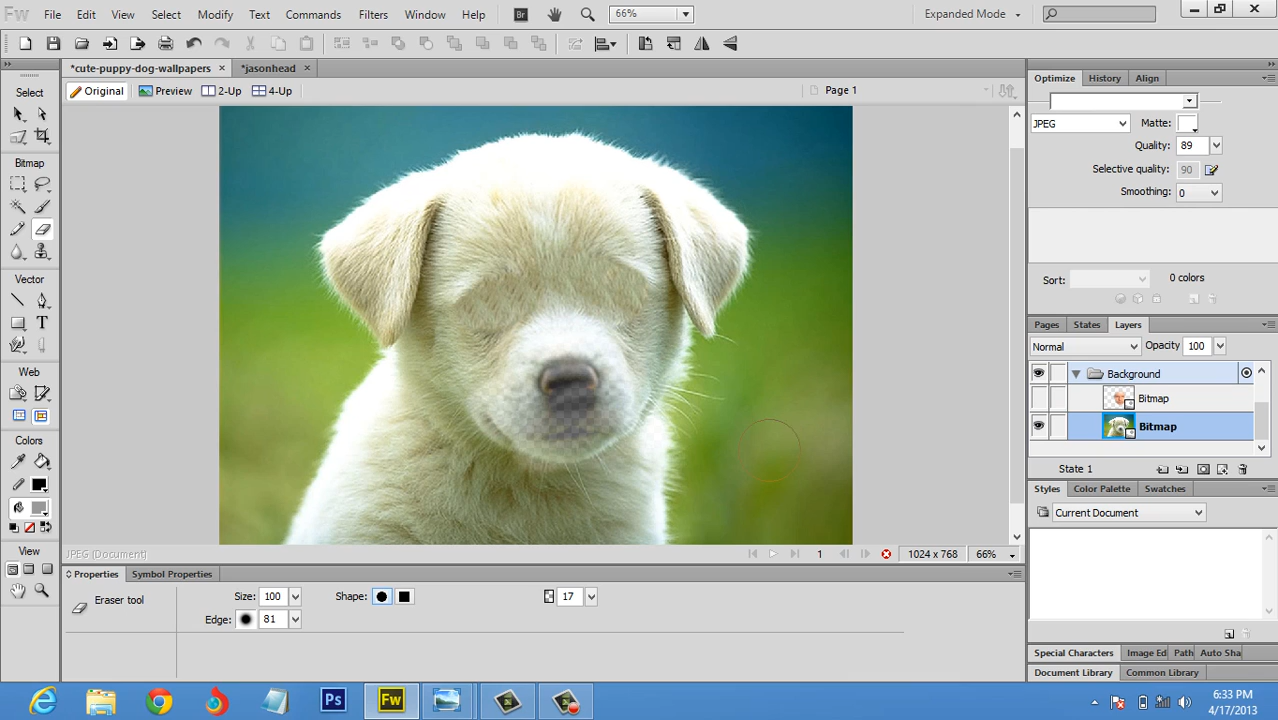 Fw File Edit View Select Modify Text Commands Filters Window Help Br 66% Expanded Mode
*cute-puppy-dog-wallpapers × *jasonhead ×
Original Preview 2-Up 4-Up Page 1
Select
Bitmap
Vector
Web
Colors
View
JPEG (Document) 1 1024 x 768 66%
Properties Symbol Properties
Eraser tool Size: 100 Shape: 17
Edge: 81
Optimize History Align
JPEG Matte:
Quality: 89
Selective quality: 90
Smoothing: 0
Sort: 0 colors
Pages States Layers
Normal Opacity 100
Background
Bitmap
Bitmap
State 1
Styles Color Palette Swatches
Current Document
Special Characters Image Ed Path Auto Sha
Document Library Common Library
Ps Fw 6:33 PM
4/17/2013